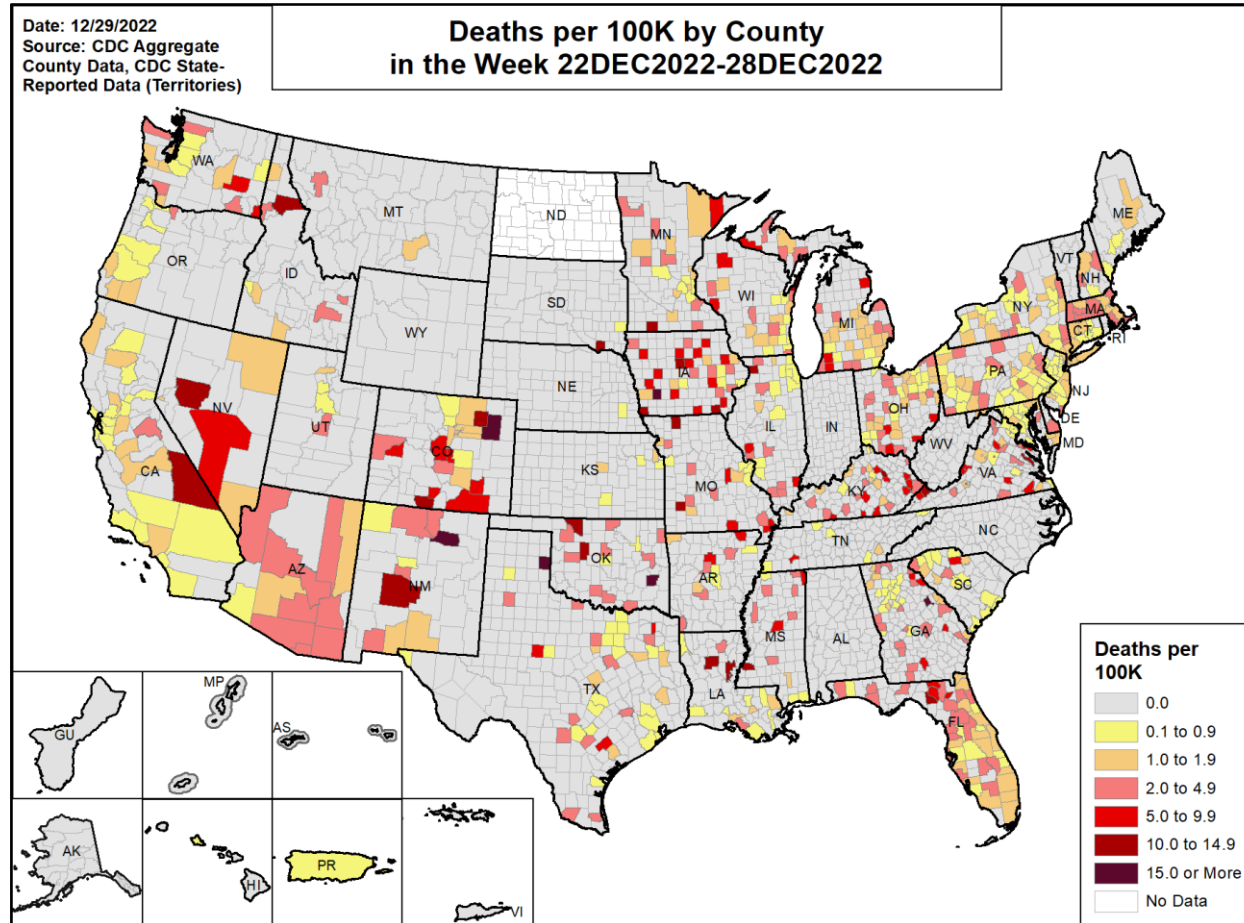 Date: 12/29/2022
Source: CDC Aggregate
County Data, CDC State-
Reported Data (Territories)
Deaths per 100K by County
in the Week 22DEC2022-28DEC2022
WA
MT
ND
MN
ME
OR
ID
WY
SD
WI
MI
VT
NH
NY
MA
CT
RI
NV
UT
CO
NE
IA
IL
IN
OH
PA
NJ
DE
MD
WV
VA
CA
KS
MO
KY
AZ
NM
OK
AR
TN
NC
SC
TX
LA
MS
AL
GA
FL
GU
MP
AS
AK
HI
PR
VI
Deaths per
100K
0.0
0.1 to 0.9
1.0 to 1.9
2.0 to 4.9
5.0 to 9.9
10.0 to 14.9
15.0 or More
No Data